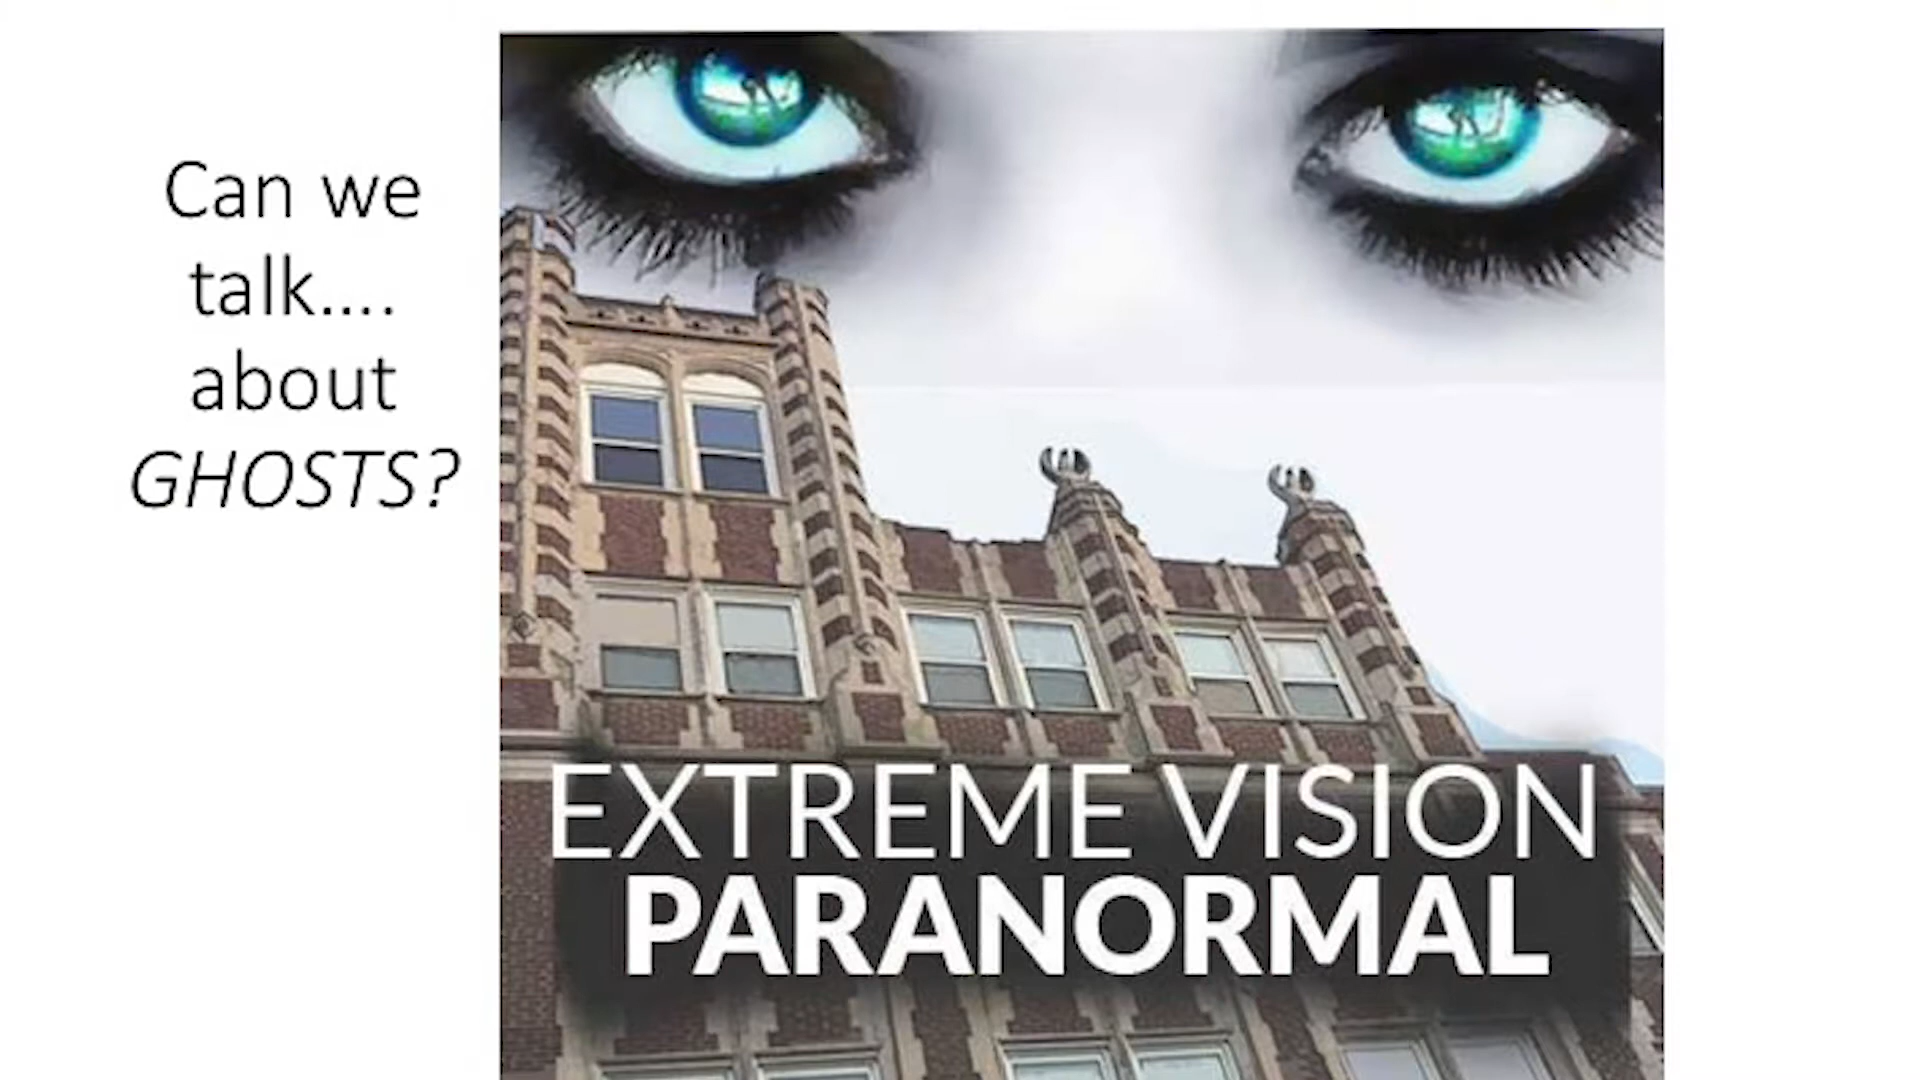 Can we
talk....
about
GHOSTS?
EXTREME VISION
PARANORMAL